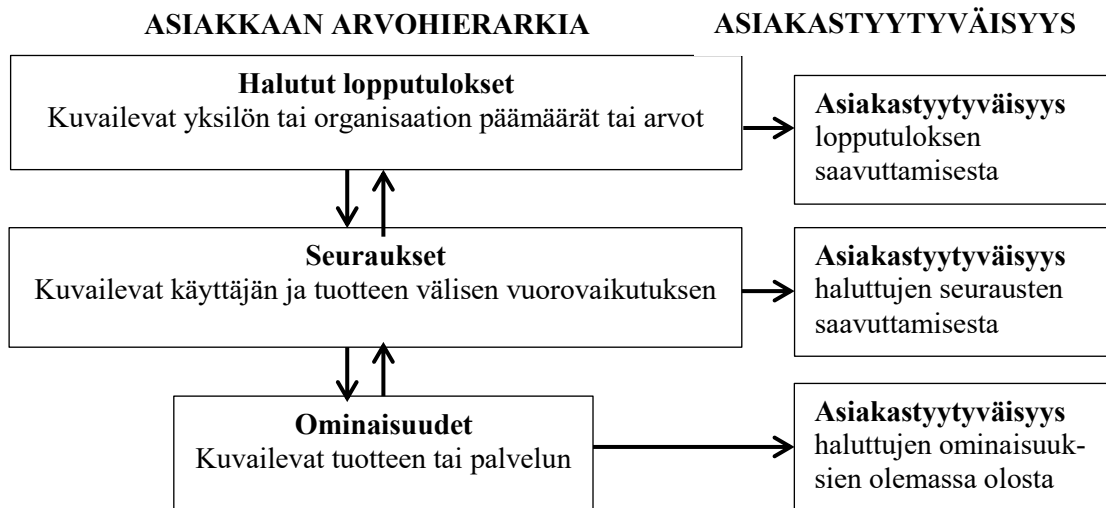 ASIAKKAAN ARVOHIERARKIA
ASIAKASTYYTYVÄISYYS
Halutut lopputulokset
Kuvailevat yksilön tai organisaation päämäärät tai arvot
Asiakastyytyväisyys
lopputuloksen
saavuttamisesta
Seuraukset
Kuvailevat käyttäjän ja tuotteen välisen vuorovaikutuksen
Asiakastyytyväisyys
haluttujen seurausten
saavuttamisesta
Ominaisuudet
Kuvailevat tuotteen tai palvelun
Asiakastyytyväisyys
haluttujen ominaisuuk-
sien olemassa olosta